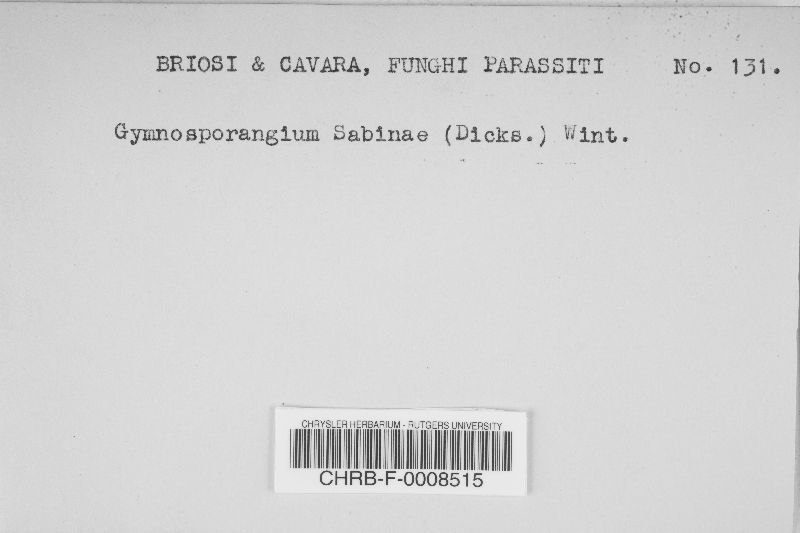 BRIOSI & CAVARA, FUNGHI PARASSITI No. 131.
Gymnosporangium Sabinae (Dicks.) Wint.
CHRYSLER HERBARIUM - RUTGERS UNIVERSITY
CHRB-F-0008515